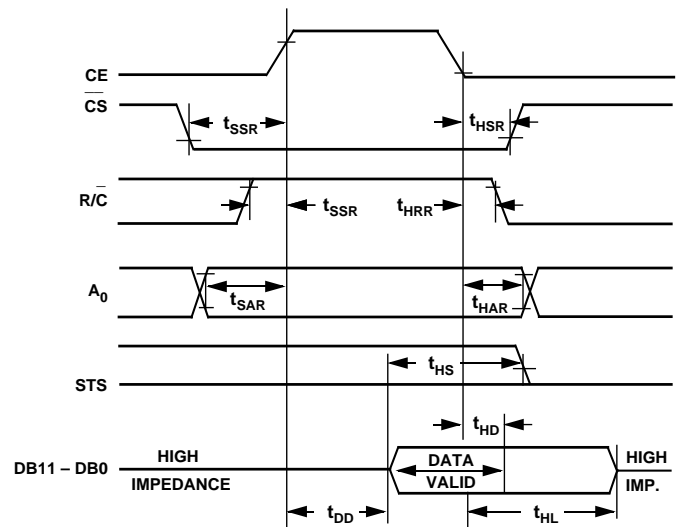 CE
C̅S̅
t_SSR
t_HSR
R/C̅
t_SSR
t_HRR
A_0
t_SAR
t_HAR
t_HS
STS
t_HD
DB11 – DB0
HIGH
IMPEDANCE
DATA
VALID
HIGH
IMP.
t_DD
t_HL